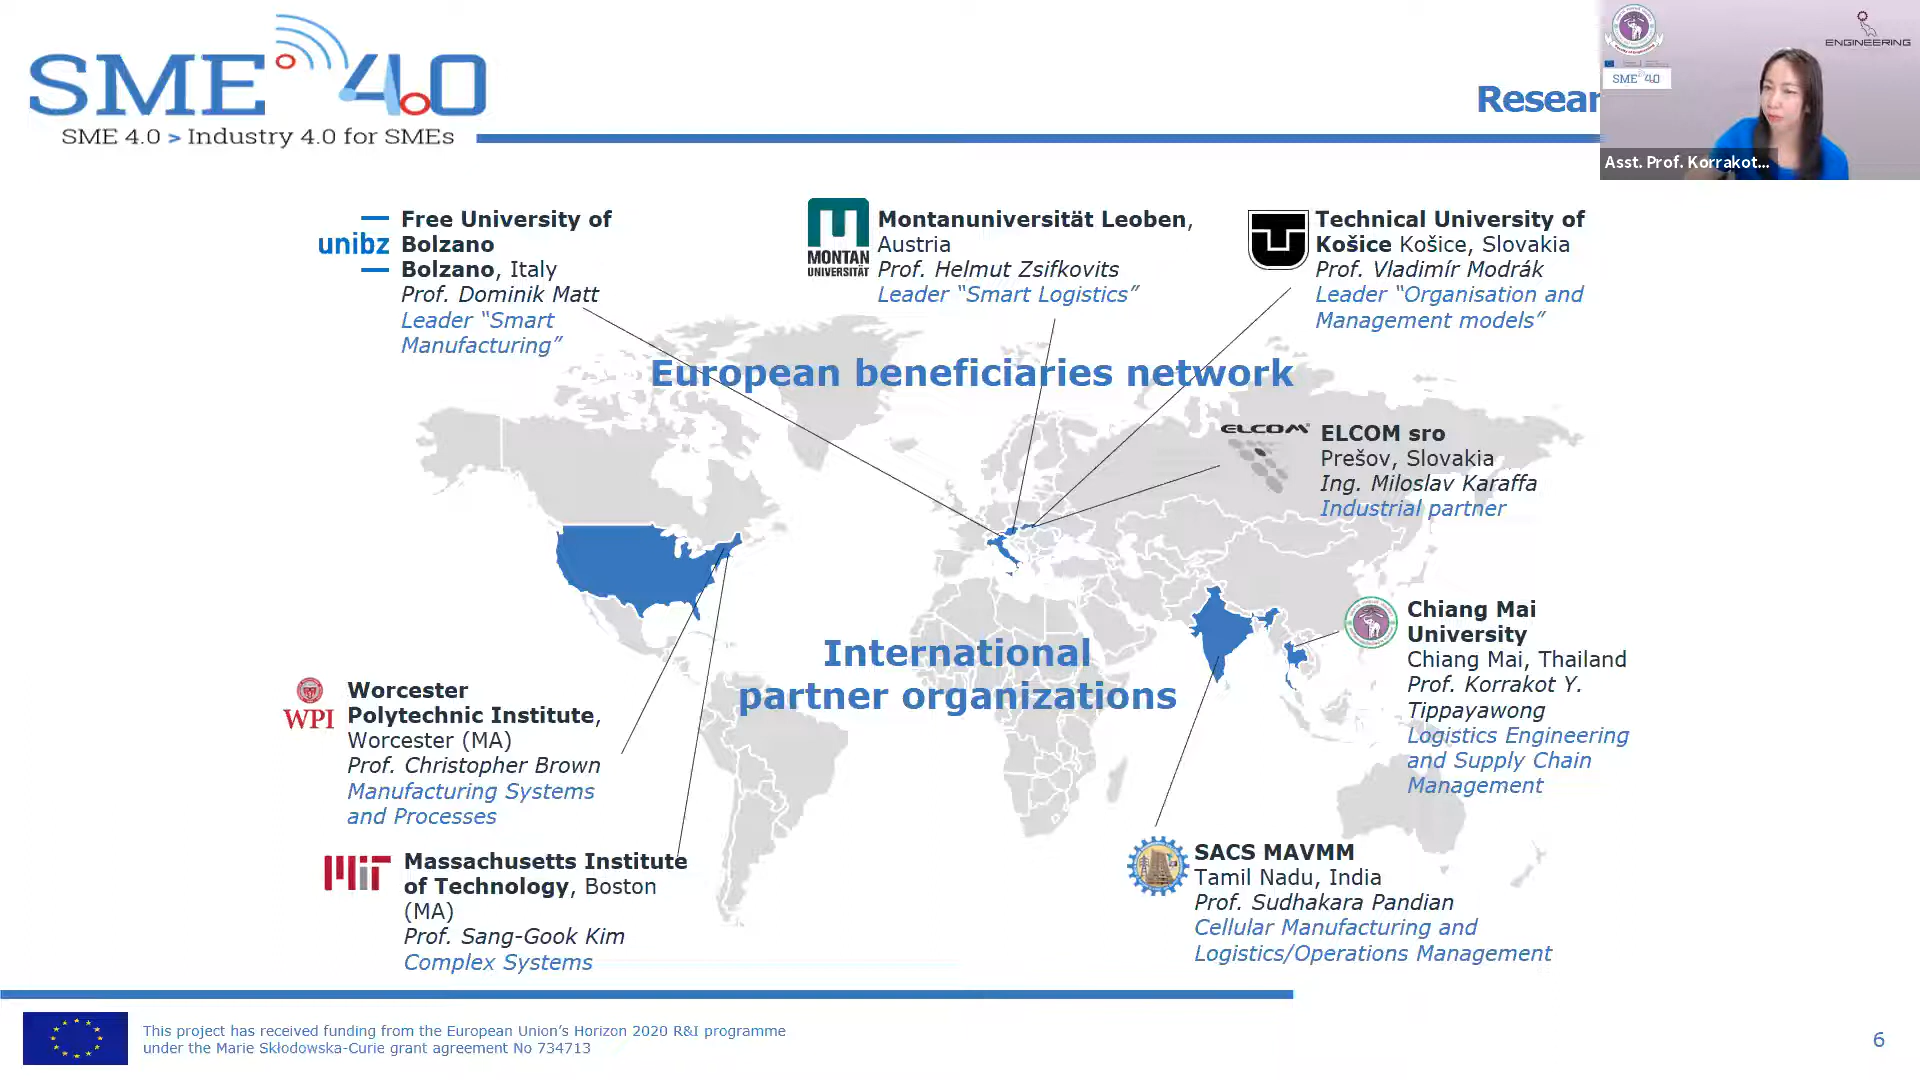 SME 4.0
SME 4.0 > Industry 4.0 for SMEs
Resear
ENGINEERING
SME 4.0
Asst. Prof. Korrakot...
unibz
Free University of
Bolzano
Bolzano, Italy
Prof. Dominik Matt
Leader “Smart
Manufacturing”
MONTAN
UNIVERSITÄT
Montanuniversität Leoben,
Austria
Prof. Helmut Zsifkovits
Leader “Smart Logistics”
Technical University of
Košice Košice, Slovakia
Prof. Vladimír Modrák
Leader “Organisation and
Management models”
European beneficiaries network
ELCOM
ELCOM sro
Prešov, Slovakia
Ing. Miloslav Karaffa
Industrial partner
International
partner organizations
Chiang Mai
University
Chiang Mai, Thailand
Prof. Korrakot Y.
Tippayawong
Logistics Engineering
and Supply Chain
Management
WPI
Worcester
Polytechnic Institute,
Worcester (MA)
Prof. Christopher Brown
Manufacturing Systems
and Processes
MIT
Massachusetts Institute
of Technology, Boston
(MA)
Prof. Sang-Gook Kim
Complex Systems
SACS MAVMM
Tamil Nadu, India
Prof. Sudhakara Pandian
Cellular Manufacturing and
Logistics/Operations Management
This project has received funding from the European Union’s Horizon 2020 R&I programme
under the Marie Skłodowska-Curie grant agreement No 734713
6